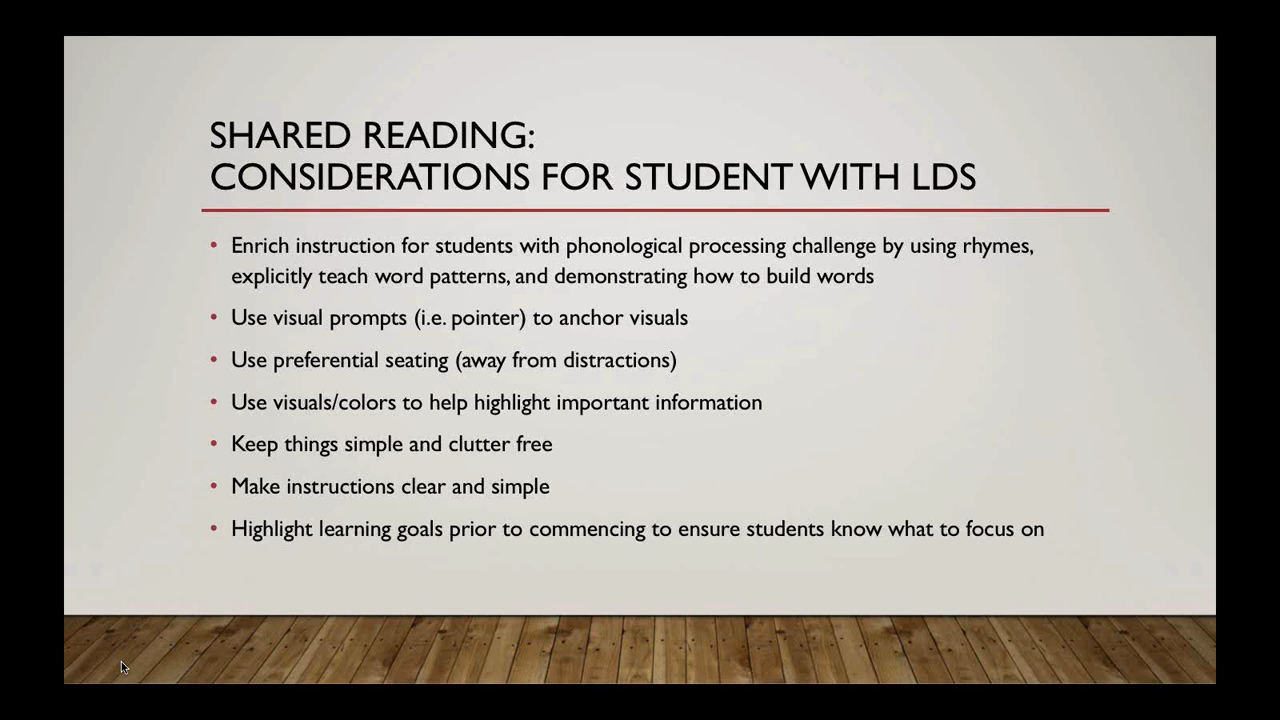 SHARED READING:
CONSIDERATIONS FOR STUDENT WITH LDS
• Enrich instruction for students with phonological processing challenge by using rhymes,
explicitly teach word patterns, and demonstrating how to build words
• Use visual prompts (i.e. pointer) to anchor visuals
• Use preferential seating (away from distractions)
• Use visuals/colors to help highlight important information
• Keep things simple and clutter free
• Make instructions clear and simple
• Highlight learning goals prior to commencing to ensure students know what to focus on